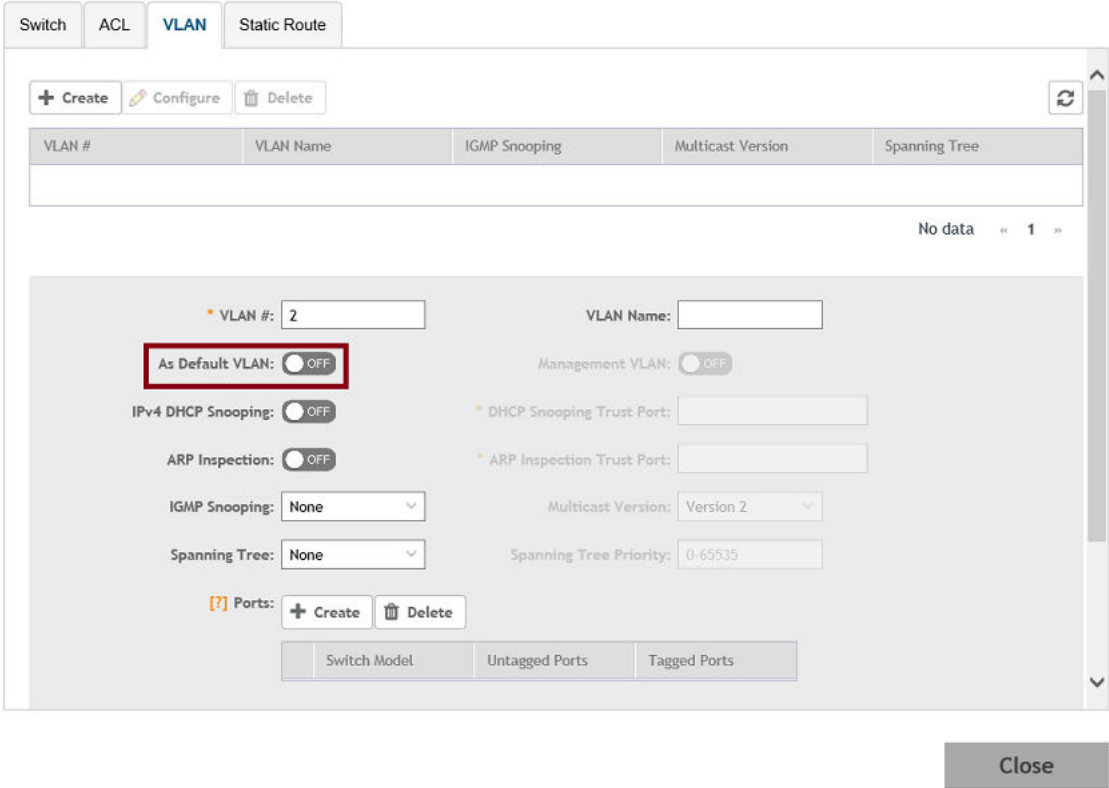 Switch ACL VLAN Static Route
+ Create Configure Delete
VLAN # VLAN Name IGMP Snooping Multicast Version Spanning Tree
No data « 1 »
* VLAN #: 2 VLAN Name:
As Default VLAN: OFF Management VLAN: OFF
IPv4 DHCP Snooping: OFF * DHCP Snooping Trust Port:
ARP Inspection: OFF * ARP Inspection Trust Port:
IGMP Snooping: None Multicast Version: Version 2
Spanning Tree: None Spanning Tree Priority: 0-65535
[?] Ports: + Create Delete
Switch Model Untagged Ports Tagged Ports
Close